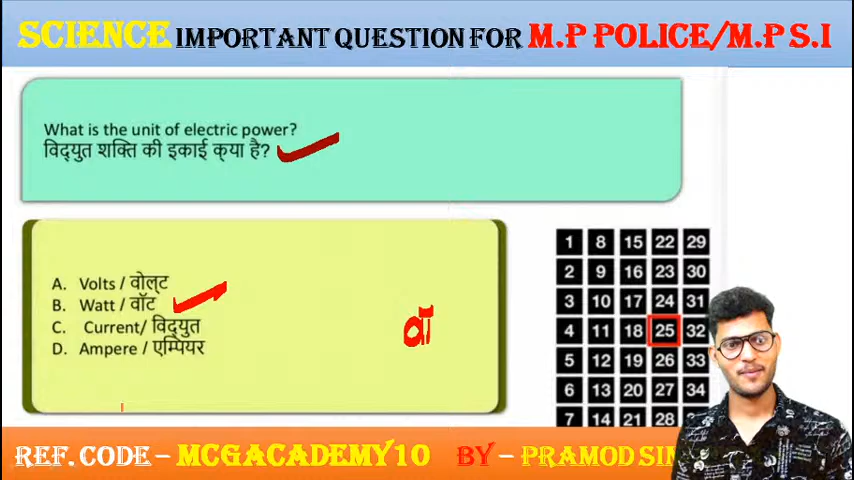 SCIENCE IMPORTANT QUESTION FOR M.P POLICE/M.P S.I
What is the unit of electric power?
विद्युत शक्ति की इकाई क्या है?
A. Volts / वोल्ट
B. Watt / वॉट
C. Current/ विद्युत
D. Ampere / एम्पियर
वॉ
1 8 15 22 29
2 9 16 23 30
3 10 17 24 31
4 11 18 25 32
5 12 19 26 33
6 13 20 27 34
7 14 21 28
REF. CODE - MCGACADEMY10 BY - PRAMOD